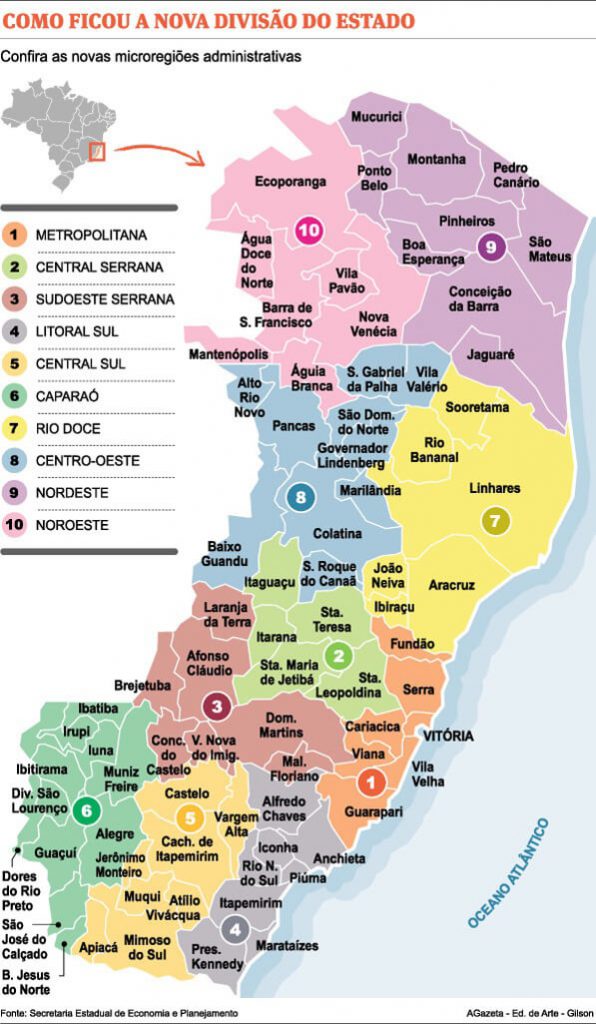 COMO FICOU A NOVA DIVISÃO DO ESTADO
Confira as novas microregiões administrativas
1 METROPOLITANA
2 CENTRAL SERRANA
3 SUDOESTE SERRANA
4 LITORAL SUL
5 CENTRAL SUL
6 CAPARAÓ
7 RIO DOCE
8 CENTRO-OESTE
9 NORDESTE
10 NOROESTE
Mucurici
Montanha
Pedro
Canário
Ponto
Belo
Ecoporanga
10
Pinheiros
Boa
Esperança
9
São
Mateus
Água
Doce
do
Norte
Vila
Pavão
Conceição
da Barra
Barra de
S. Francisco
Nova
Venécia
Mantenópolis
Jaguaré
Águia
Branca
S. Gabriel
da Palha
Vila
Valério
Alto
Rio
Novo
Sooretama
Pancas
São Dom.
do Norte
Governador
Lindenberg
Rio
Bananal
8
Marilândia
Linhares
7
Colatina
Baixo
Guandu
Itaguaçu
S. Roque
do Canaã
João
Neiva
Aracruz
Ibiraçu
Laranja
da Terra
Sta.
Teresa
Itarana
Fundão
Afonso
Cláudio
2
Sta. Maria
de Jetibá
Sta.
Leopoldina
Serra
Brejetuba
3
Ibatiba
Dom.
Martins
Cariacica
VITÓRIA
Irupi
Iuna
Conc.
do
Castelo
V. Nova
do Imig.
Viana
Vila
Velha
Ibitirama
Muniz
Freire
Mal.
Floriano
1
Div. São
Lourenço
6
Castelo
5
Vargem
Alta
Alfredo
Chaves
Guarapari
Alegre
Guaçuí
Jerônimo
Monteiro
Cach. de
Itapemirim
Iconha
Anchieta
Rio N.
do Sul
Piúma
Dores
do Rio
Preto
Muqui
Atílio
Vivácqua
Itapemirim
São
José do
Calçado
4
Apiacá
Mimoso
do Sul
Pres.
Kennedy
Marataízes
B. Jesus
do Norte
OCEANO ATLÂNTICO
Fonte: Secretaria Estadual de Economia e Planejamento
AGazeta - Ed. de Arte - Gilson